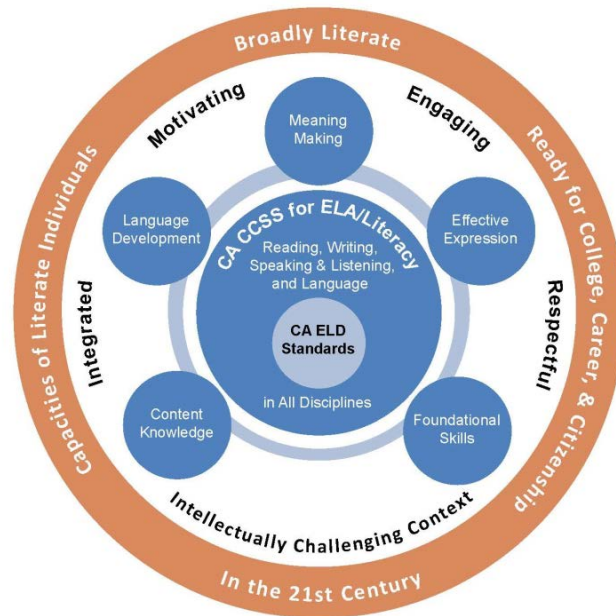 Broadly Literate
Ready for College, Career, & Citizenship
In the 21st Century
Capacities of Literate Individuals
Motivating
Engaging
Respectful
Intellectually Challenging Context
Integrated
Meaning
Making
Effective
Expression
Foundational
Skills
Content
Knowledge
Language
Development
CA CCSS for ELA/Literacy
Reading, Writing,
Speaking & Listening,
and Language
CA ELD
Standards
in All Disciplines